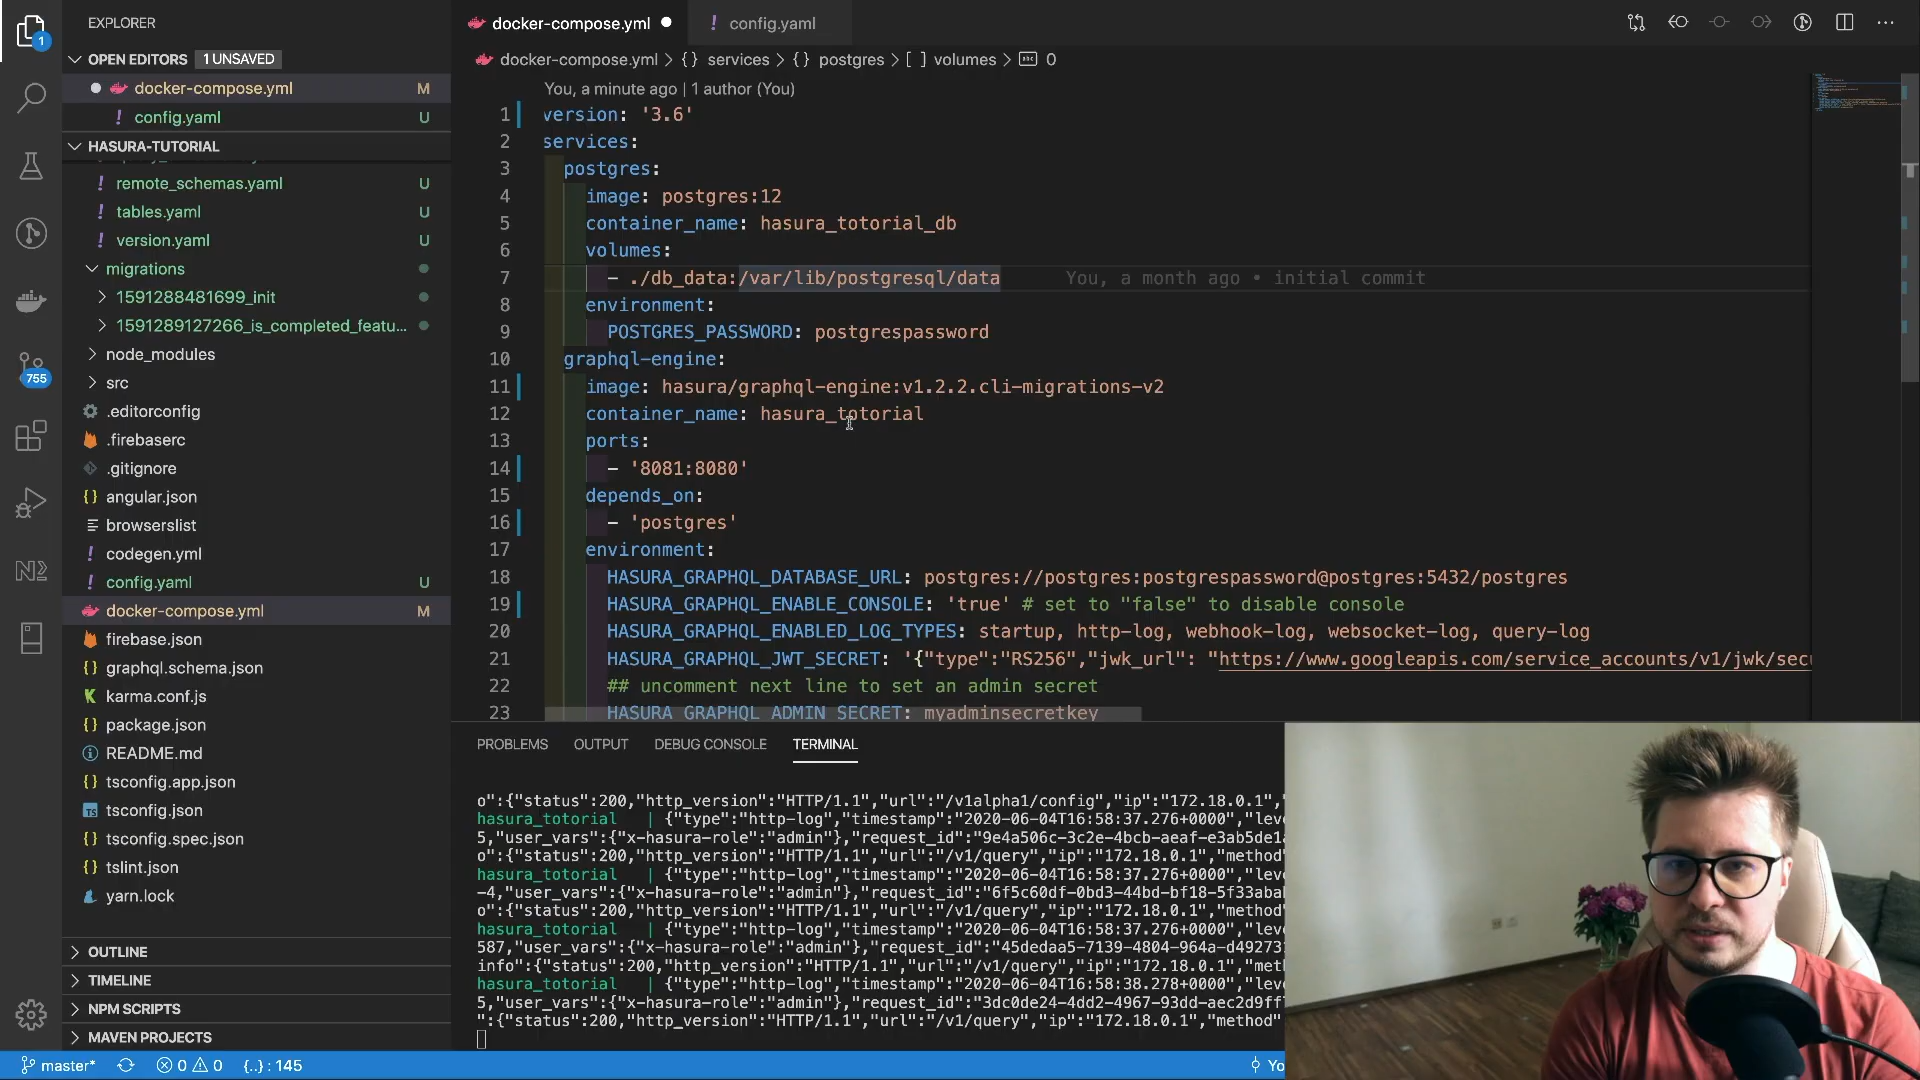 EXPLORER
OPEN EDITORS 1 UNSAVED
docker-compose.yml M
! config.yaml U
HASURA-TUTORIAL
! remote_schemas.yaml U
! tables.yaml U
! version.yaml U
migrations
1591288481699_init
1591289127266_is_completed_featu...
node_modules
src
.editorconfig
.firebaserc
.gitignore
{} angular.json
browserslist
! codegen.yml
! config.yaml U
docker-compose.yml M
firebase.json
{} graphql.schema.json
karma.conf.js
{} package.json
README.md
{} tsconfig.app.json
tsconfig.json
{} tsconfig.spec.json
{} tslint.json
yarn.lock
OUTLINE
TIMELINE
NPM SCRIPTS
MAVEN PROJECTS
1
755
docker-compose.yml
! config.yaml
docker-compose.yml > {} services > {} postgres > [ ] volumes > abc 0
You, a minute ago | 1 author (You)
1 version: '3.6'
2 services:
3 postgres:
4 image: postgres:12
5 container_name: hasura_totorial_db
6 volumes:
7 - ./db_data:/var/lib/postgresql/data You, a month ago • initial commit
8 environment:
9 POSTGRES_PASSWORD: postgrespassword
10 graphql-engine:
11 image: hasura/graphql-engine:v1.2.2.cli-migrations-v2
12 container_name: hasura_totorial
13 ports:
14 - '8081:8080'
15 depends_on:
16 - 'postgres'
17 environment:
18 HASURA_GRAPHQL_DATABASE_URL: postgres://postgres:postgrespassword@postgres:5432/postgres
19 HASURA_GRAPHQL_ENABLE_CONSOLE: 'true' # set to "false" to disable console
20 HASURA_GRAPHQL_ENABLED_LOG_TYPES: startup, http-log, webhook-log, websocket-log, query-log
21 HASURA_GRAPHQL_JWT_SECRET: '{"type":"RS256","jwk_url": "https://www.googleapis.com/service_accounts/v1/jwk/secu
22 ## uncomment next line to set an admin secret
23 HASURA_GRAPHQL_ADMIN_SECRET: myadminsecretkey
PROBLEMS OUTPUT DEBUG CONSOLE TERMINAL
o":{"status":200,"http_version":"HTTP/1.1","url":"/v1alpha1/config","ip":"172.18.0.1","
hasura_totorial | {"type":"http-log","timestamp":"2020-06-04T16:58:37.276+0000","leve
5,"user_vars":{"x-hasura-role":"admin"},"request_id":"9e4a506c-3c2e-4bcb-aeaf-e3ab5de1a
o":{"status":200,"http_version":"HTTP/1.1","url":"/v1/query","ip":"172.18.0.1","method"
hasura_totorial | {"type":"http-log","timestamp":"2020-06-04T16:58:37.276+0000","leve
-4,"user_vars":{"x-hasura-role":"admin"},"request_id":"6f5c60df-0bd3-44bd-bf18-5f33abab
o":{"status":200,"http_version":"HTTP/1.1","url":"/v1/query","ip":"172.18.0.1","method"
hasura_totorial | {"type":"http-log","timestamp":"2020-06-04T16:58:37.276+0000","leve
587,"user_vars":{"x-hasura-role":"admin"},"request_id":"45dedaa5-7139-4804-964a-d492731
info":{"status":200,"http_version":"HTTP/1.1","url":"/v1/query","ip":"172.18.0.1","meth
hasura_totorial | {"type":"http-log","timestamp":"2020-06-04T16:58:38.278+0000","leve
5,"user_vars":{"x-hasura-role":"admin"},"request_id":"3dc0de24-4dd2-4967-93dd-aec2d9ff7
":{"status":200,"http_version":"HTTP/1.1","url":"/v1/query","ip":"172.18.0.1","method"
master* 0 0 {..} : 145 Yo